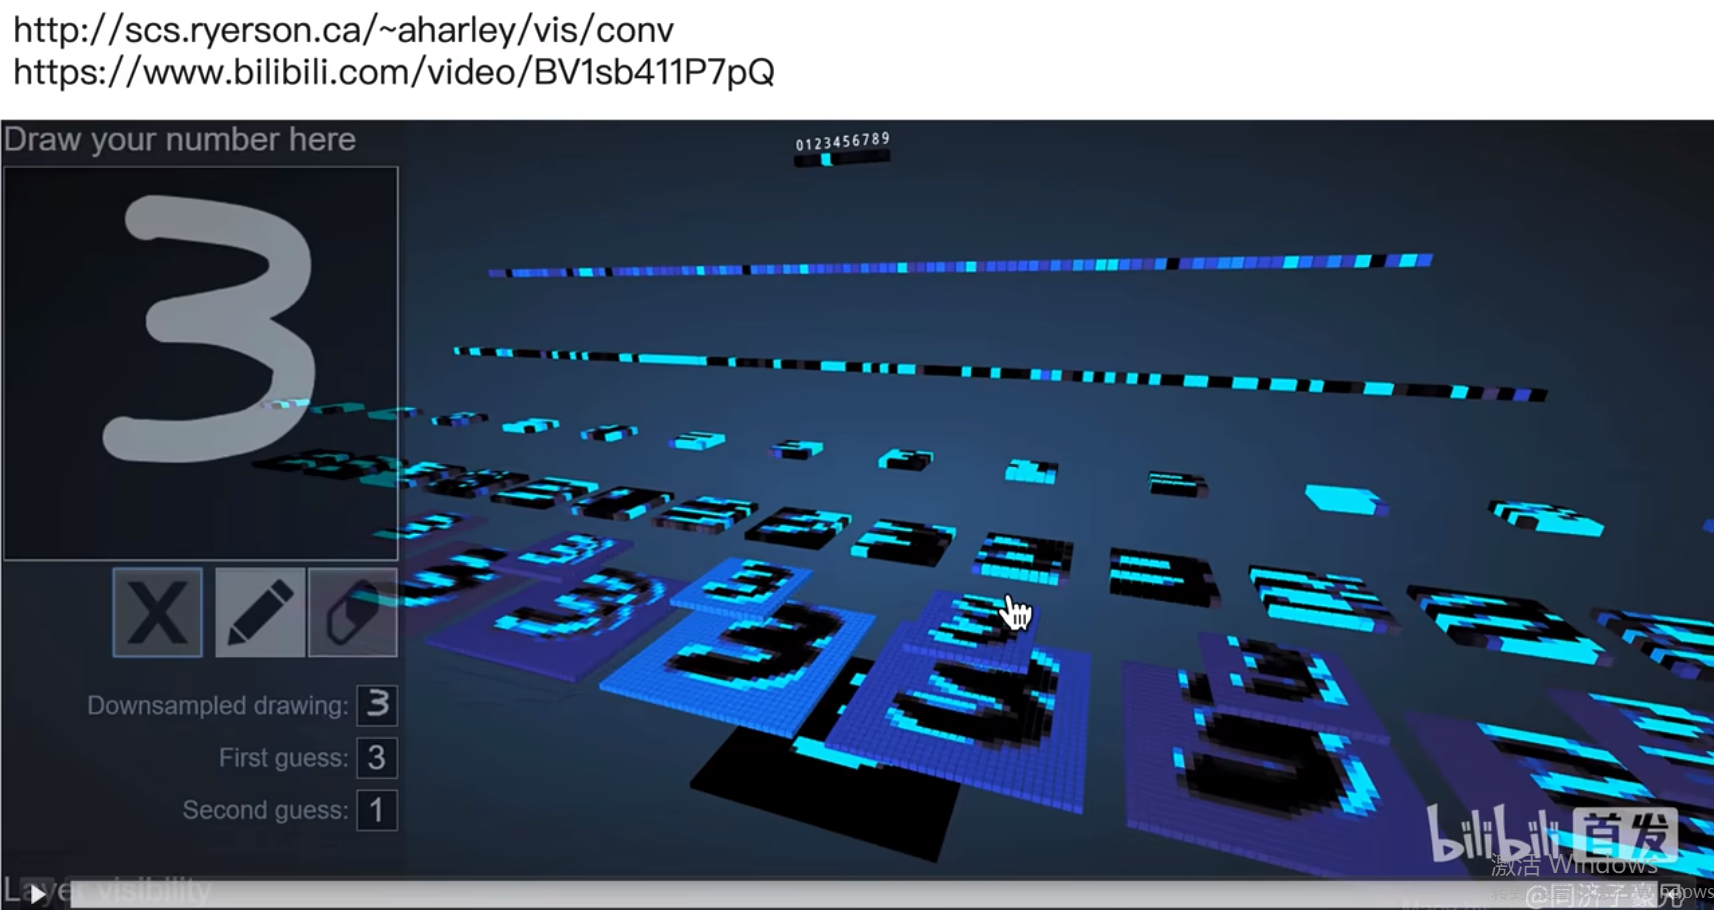 http://scs.ryerson.ca/~aharley/vis/conv
https://www.bilibili.com/video/BV1sb411P7pQ
Draw your number here
0123456789
3
X
Downsampled drawing: 3
First guess: 3
Second guess: 1
Layer visibility
bilibili 首发
激活 Windows
@同济子豪兄